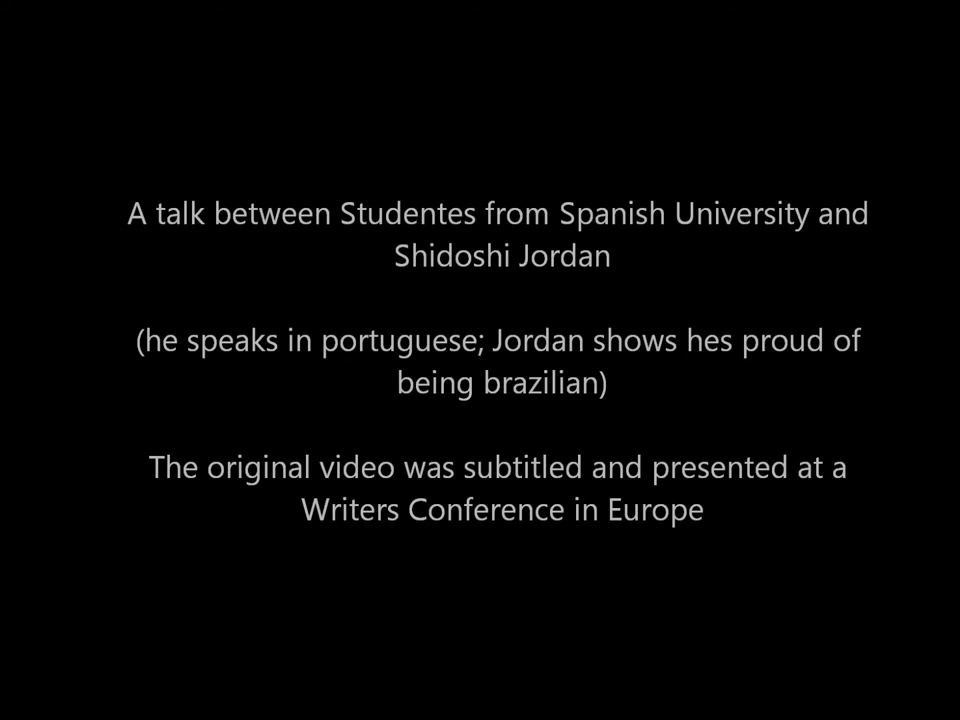 A talk between Studentes from Spanish University and
Shidoshi Jordan
(he speaks in portuguese; Jordan shows hes proud of
being brazilian)
The original video was subtitled and presented at a
Writers Conference in Europe